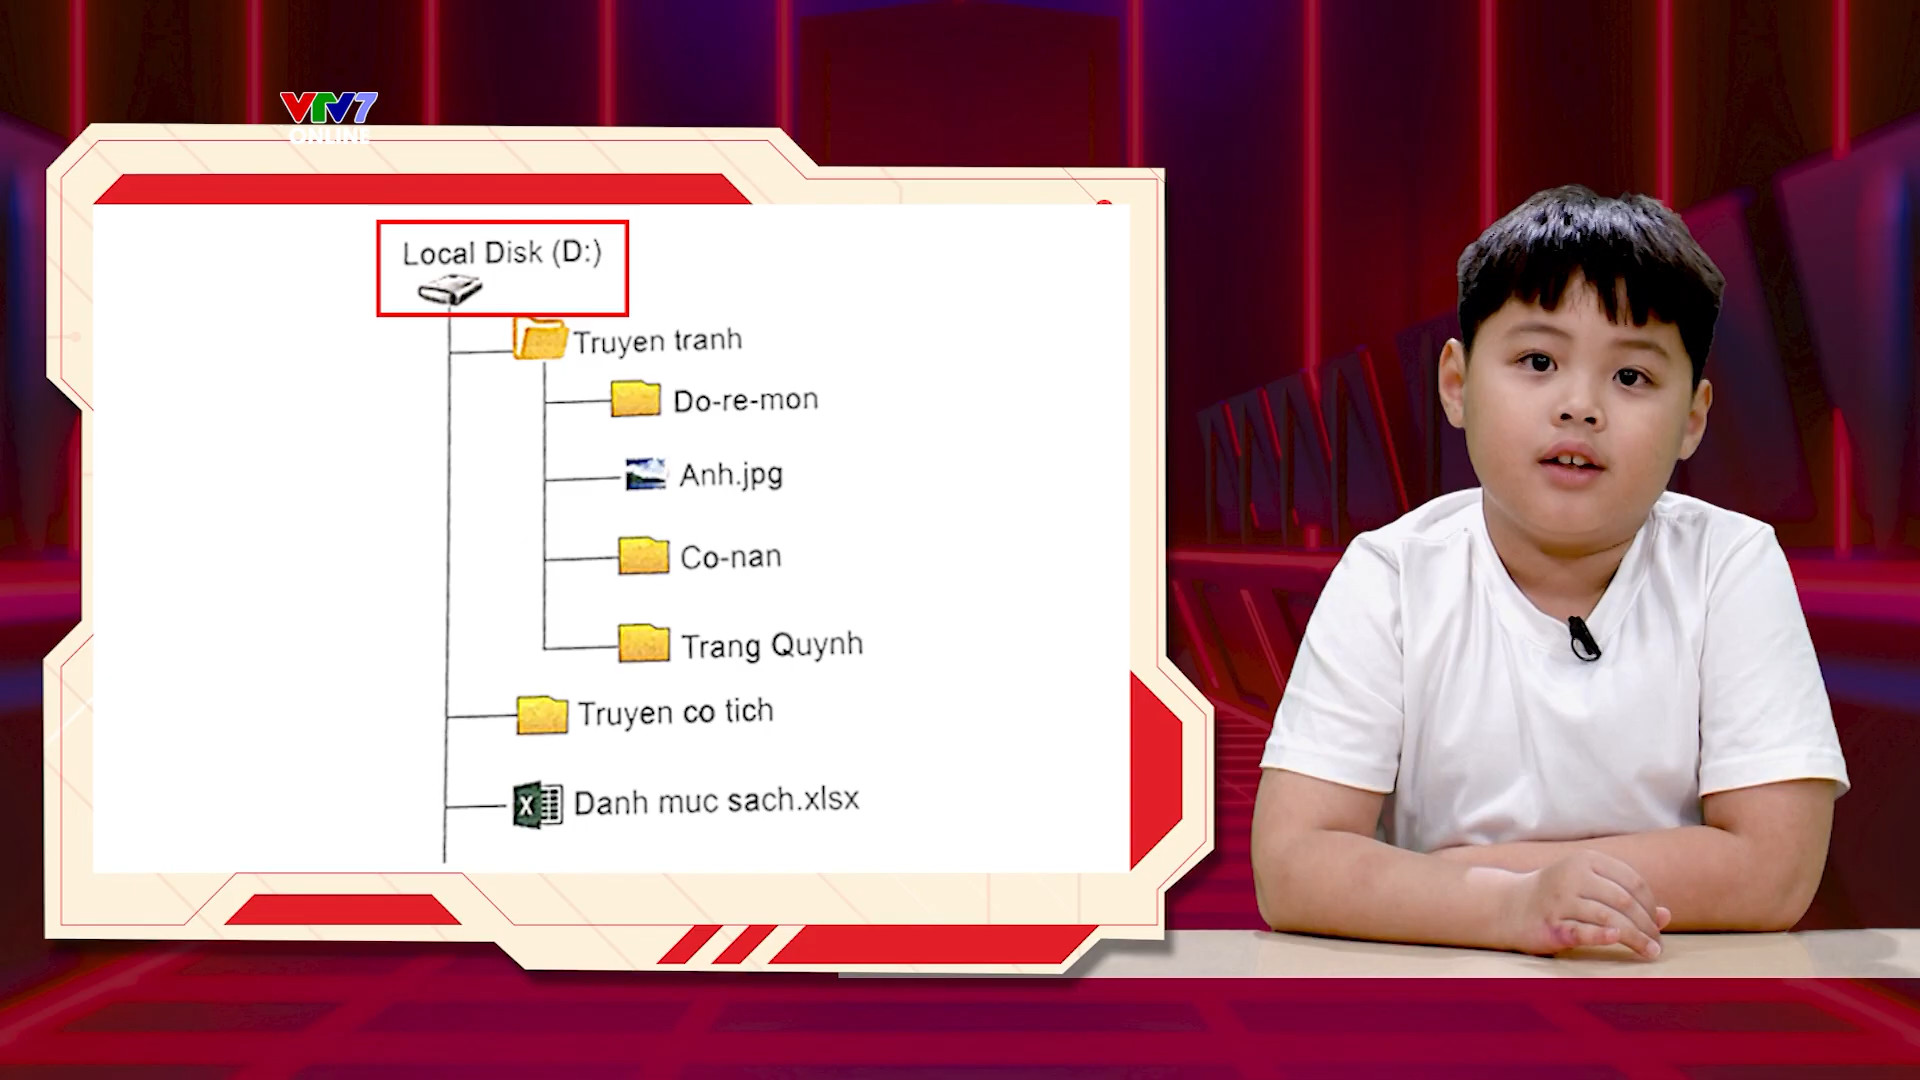 VTV7
ONLINE
Local Disk (D:)
Truyen tranh
Do-re-mon
Anh.jpg
Co-nan
Trang Quynh
Truyen co tich
X
Danh muc sach.xlsx